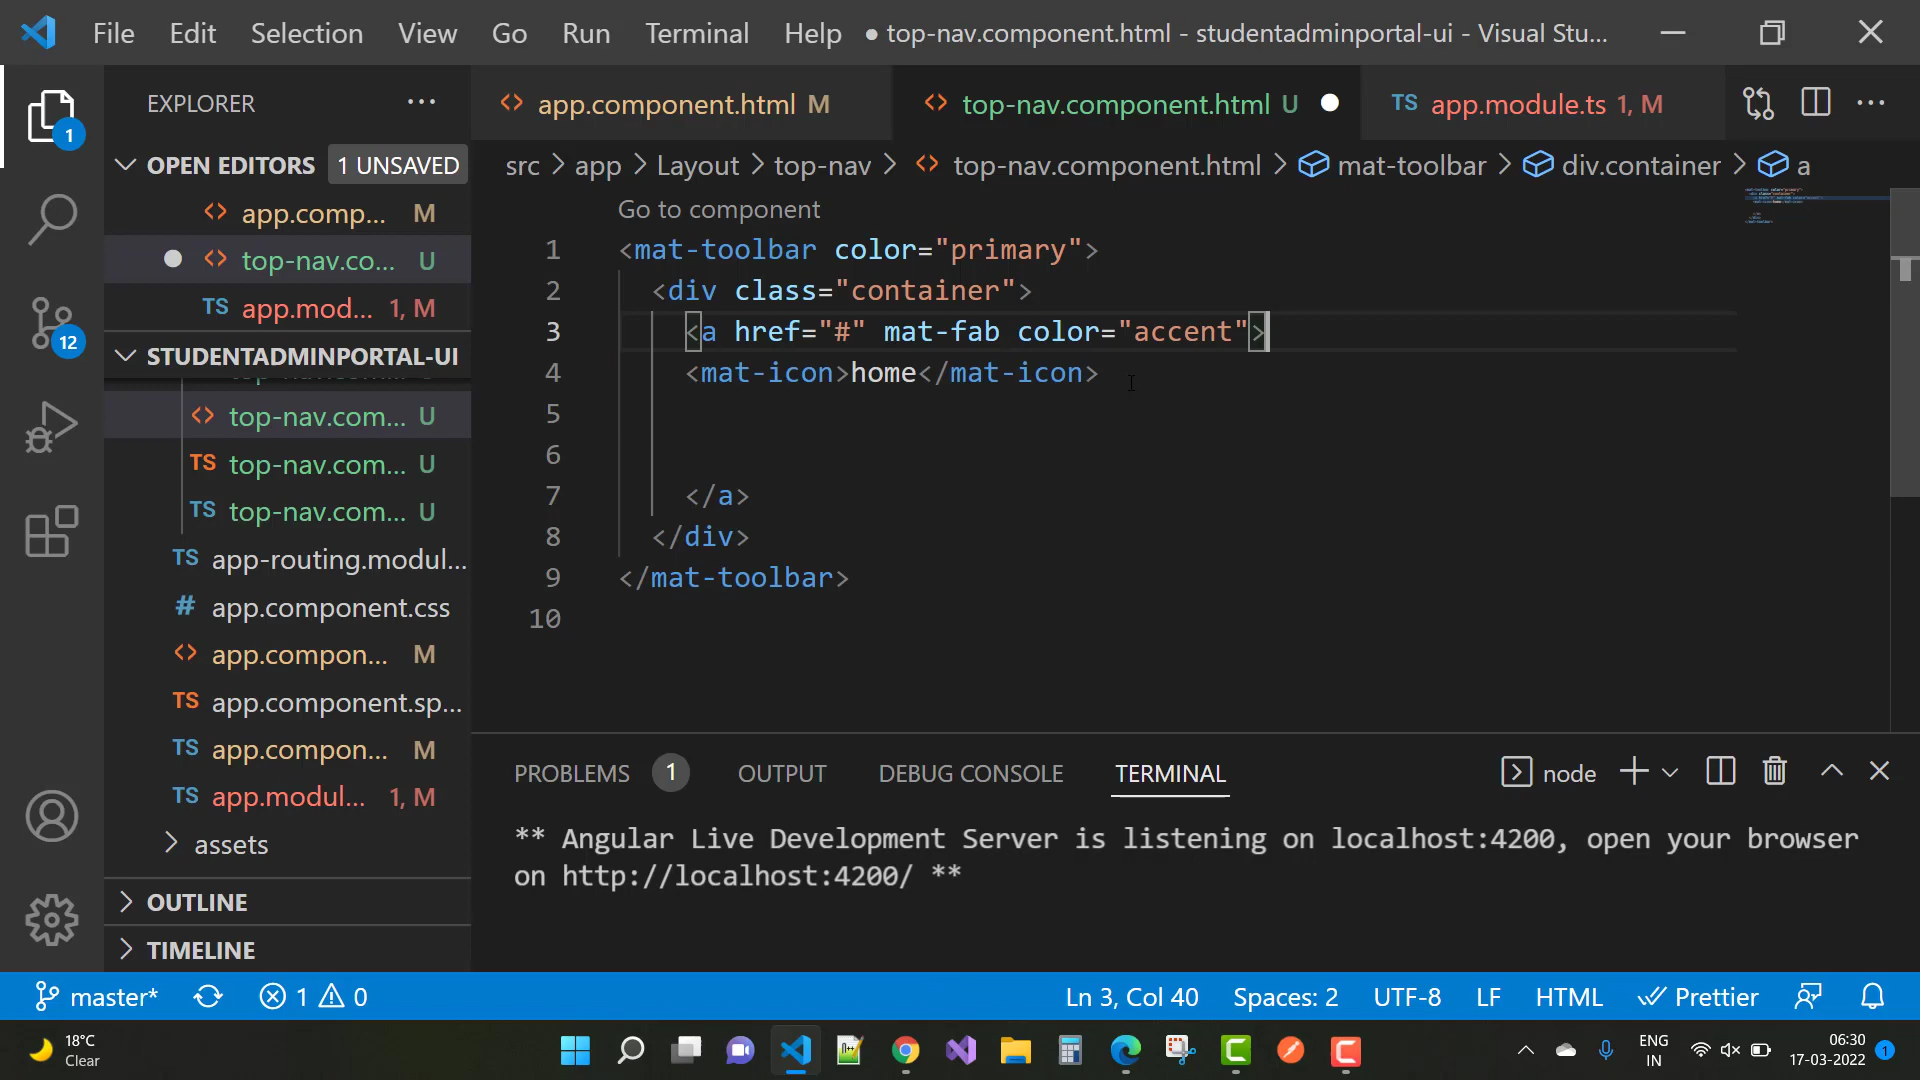 File Edit Selection View Go Run Terminal Help ● top-nav.component.html - studentadminportal-ui - Visual Stu...
EXPLORER ...
app.component.html M
top-nav.component.html U
TS app.module.ts 1, M
OPEN EDITORS 1 UNSAVED
src > app > Layout > top-nav > top-nav.component.html > mat-toolbar > div.container > a
app.comp... M
top-nav.co... U
TS app.mod... 1, M
STUDENTADMINPORTAL-UI
top-nav.com... U
TS top-nav.com... U
TS top-nav.com... U
TS app-routing.modul...
# app.component.css
app.compon... M
TS app.component.sp...
TS app.compon... M
TS app.modul... 1, M
assets
OUTLINE
TIMELINE
1
12
Go to component
1 <mat-toolbar color="primary">
2 <div class="container">
3 <a href="#" mat-fab color="accent">
4 <mat-icon>home</mat-icon>
5
6
7 </a>
8 </div>
9 </mat-toolbar>
10
PROBLEMS 1 OUTPUT DEBUG CONSOLE TERMINAL node
** Angular Live Development Server is listening on localhost:4200, open your browser
on http://localhost:4200/ **
master* 1 0 Ln 3, Col 40 Spaces: 2 UTF-8 LF HTML Prettier
18°C
Clear
ENG
IN
06:30
17-03-2022
1